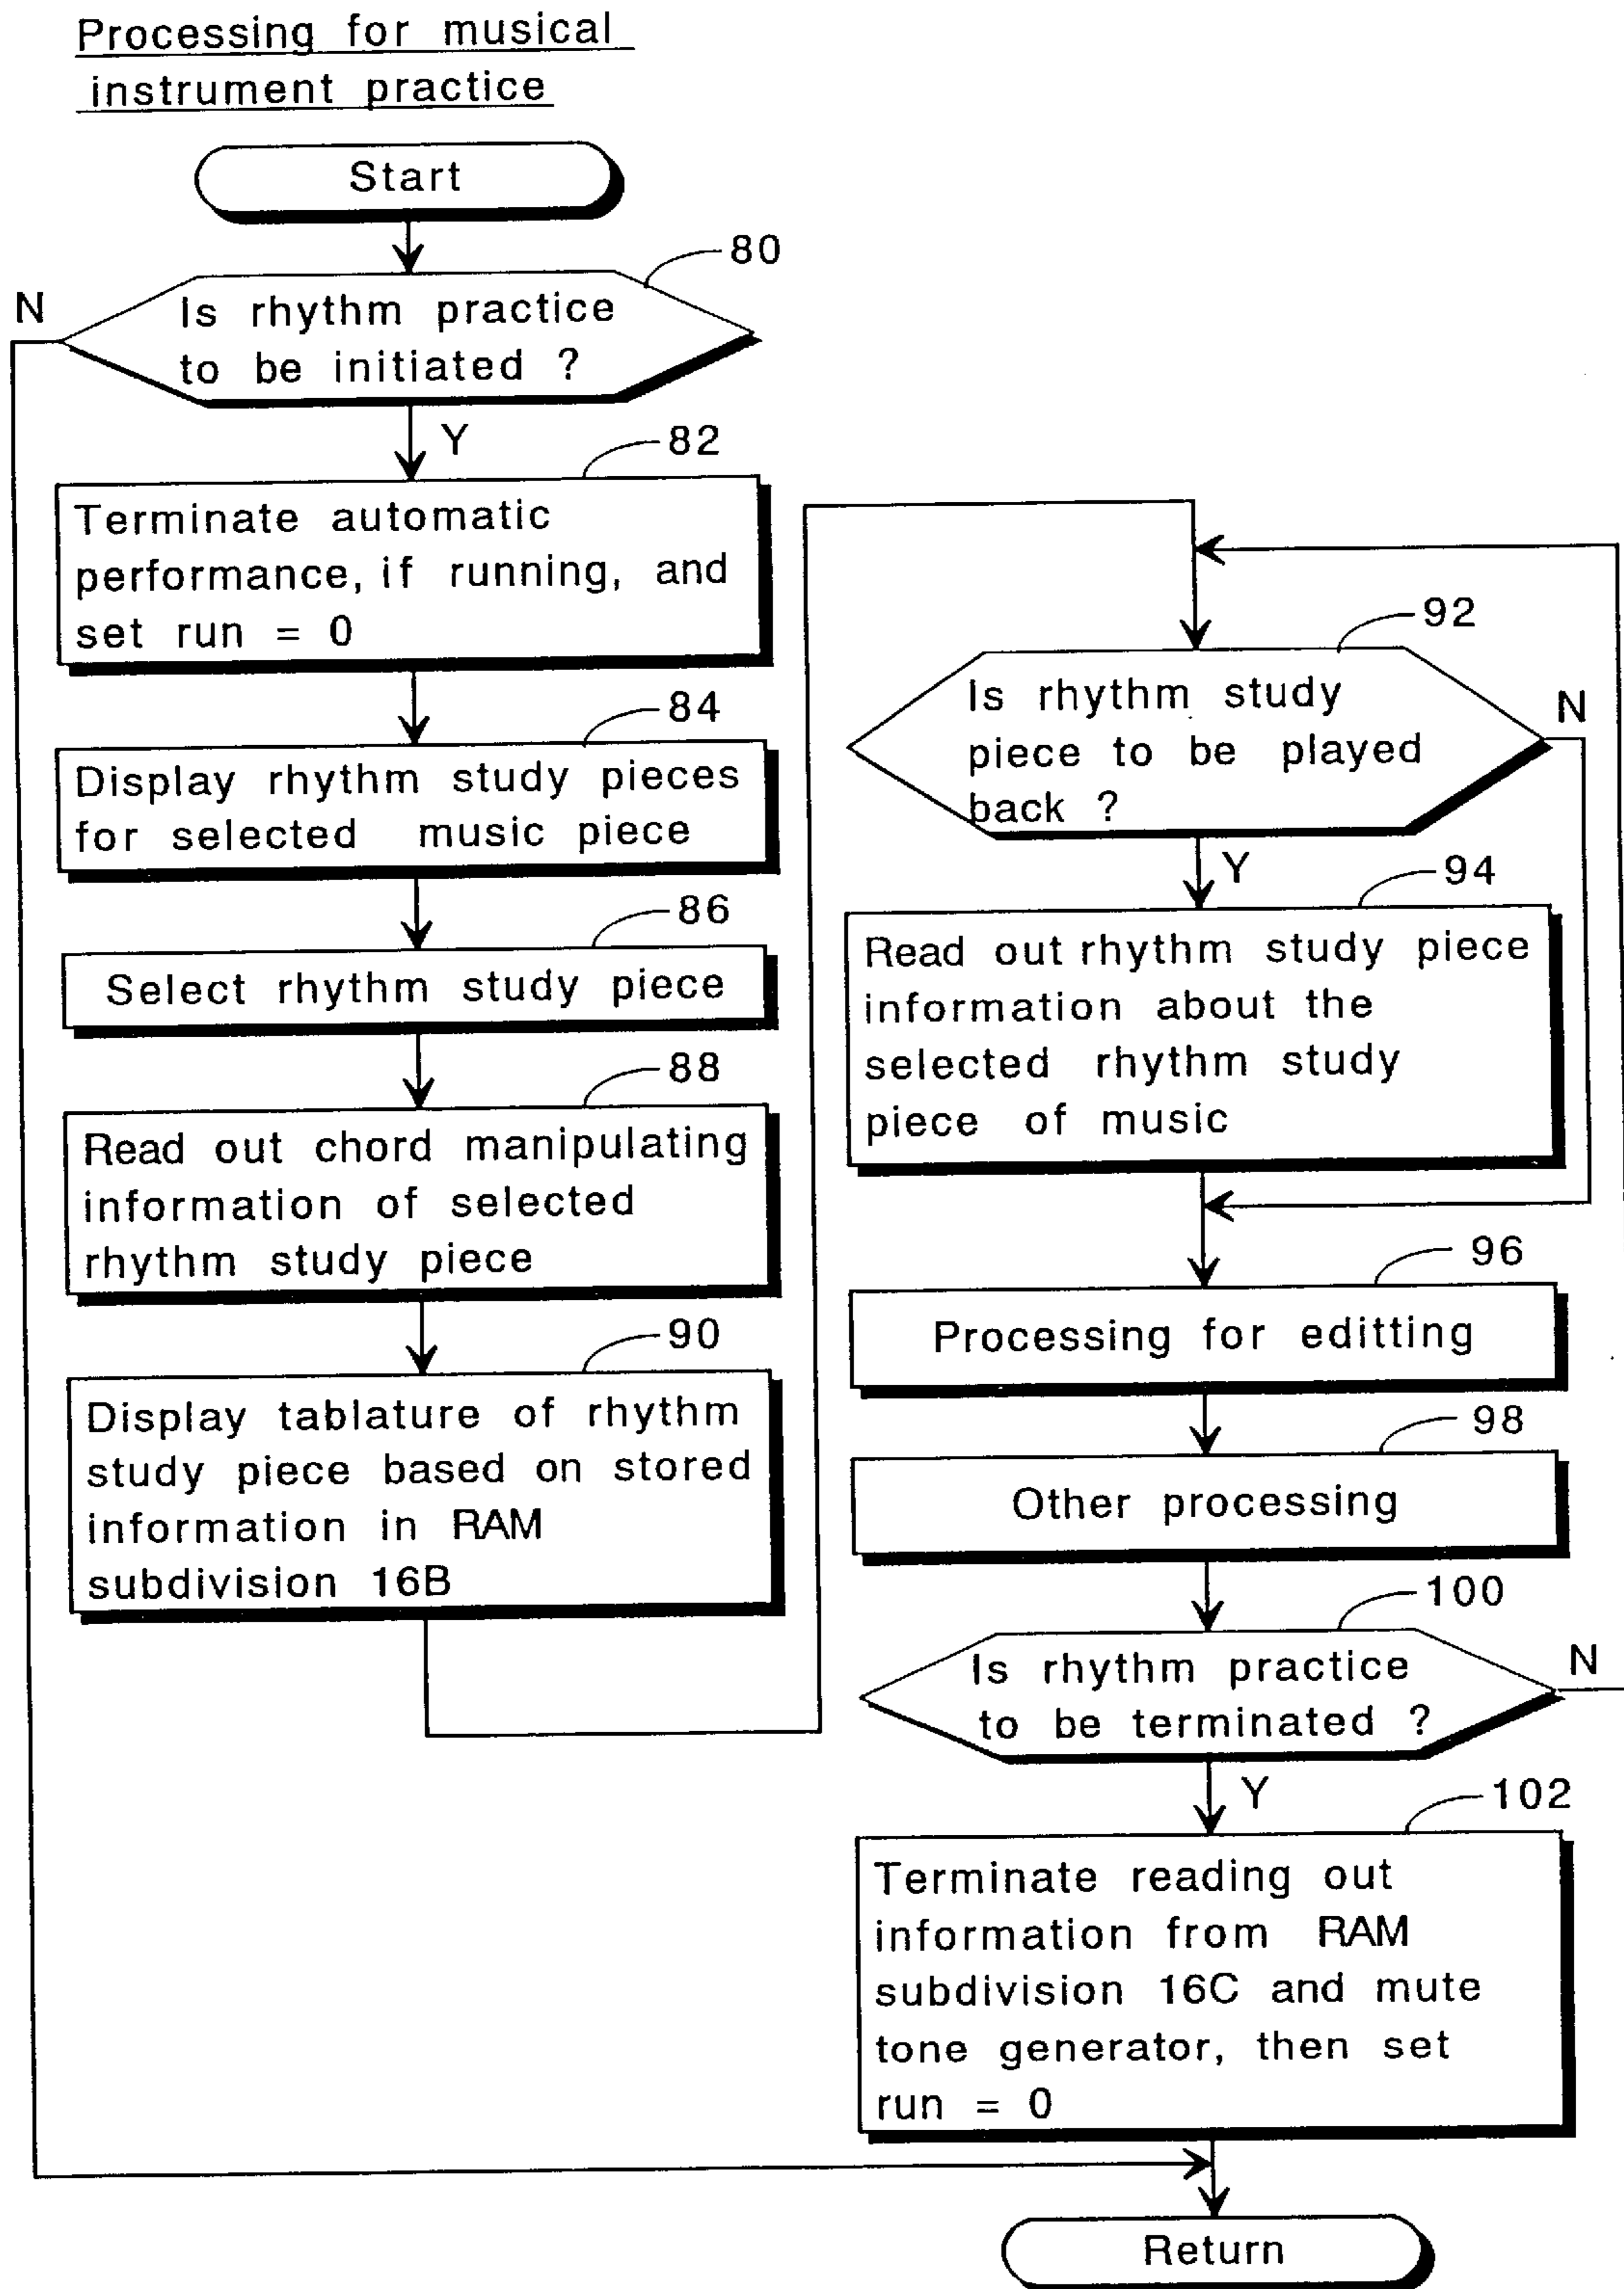 Processing for musical
instrument practice
Start
80
N
Is rhythm practice
to be initiated ?
Y
82
Terminate automatic
performance, if running, and
set run = 0
84
Display rhythm study pieces
for selected music piece
86
Select rhythm study piece
88
Read out chord manipulating
information of selected
rhythm study piece
90
Display tablature of rhythm
study piece based on stored
information in RAM
subdivision 16B
92
Is rhythm study
piece to be played
back ?
N
Y
94
Read out rhythm study piece
information about the
selected rhythm study
piece of music
96
Processing for editting
98
Other processing
100
Is rhythm practice
to be terminated ?
N
Y
102
Terminate reading out
information from RAM
subdivision 16C and mute
tone generator, then set
run = 0
Return